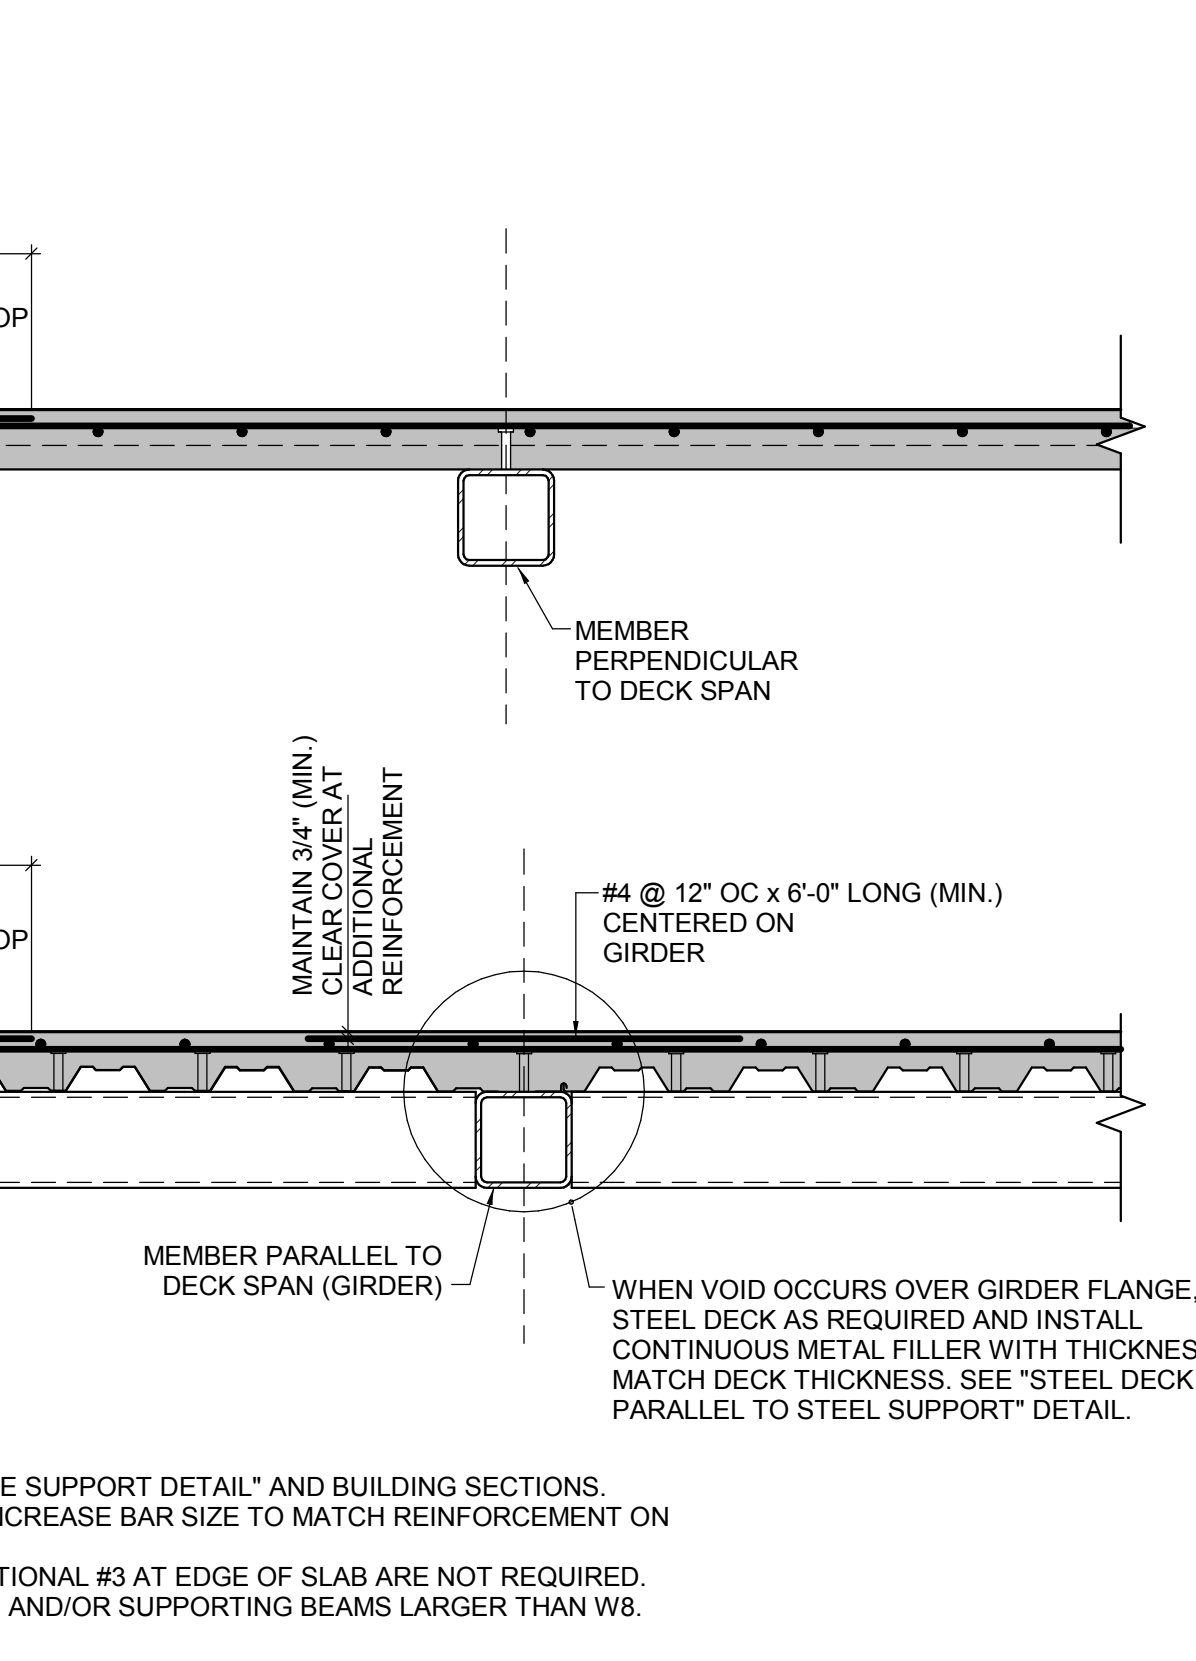 OP
MEMBER
PERPENDICULAR
TO DECK SPAN
MAINTAIN 3/4" (MIN.)
CLEAR COVER AT
ADDITIONAL
REINFORCEMENT
#4 @ 12" OC x 6'-0" LONG (MIN.)
CENTERED ON
GIRDER
OP
MEMBER PARALLEL TO
DECK SPAN (GIRDER)
WHEN VOID OCCURS OVER GIRDER FLANGE,
STEEL DECK AS REQUIRED AND INSTALL
CONTINUOUS METAL FILLER WITH THICKNES
MATCH DECK THICKNESS. SEE "STEEL DECK
PARALLEL TO STEEL SUPPORT" DETAIL.
E SUPPORT DETAIL" AND BUILDING SECTIONS.
NCREASE BAR SIZE TO MATCH REINFORCEMENT ON
TIONAL #3 AT EDGE OF SLAB ARE NOT REQUIRED.
AND/OR SUPPORTING BEAMS LARGER THAN W8.